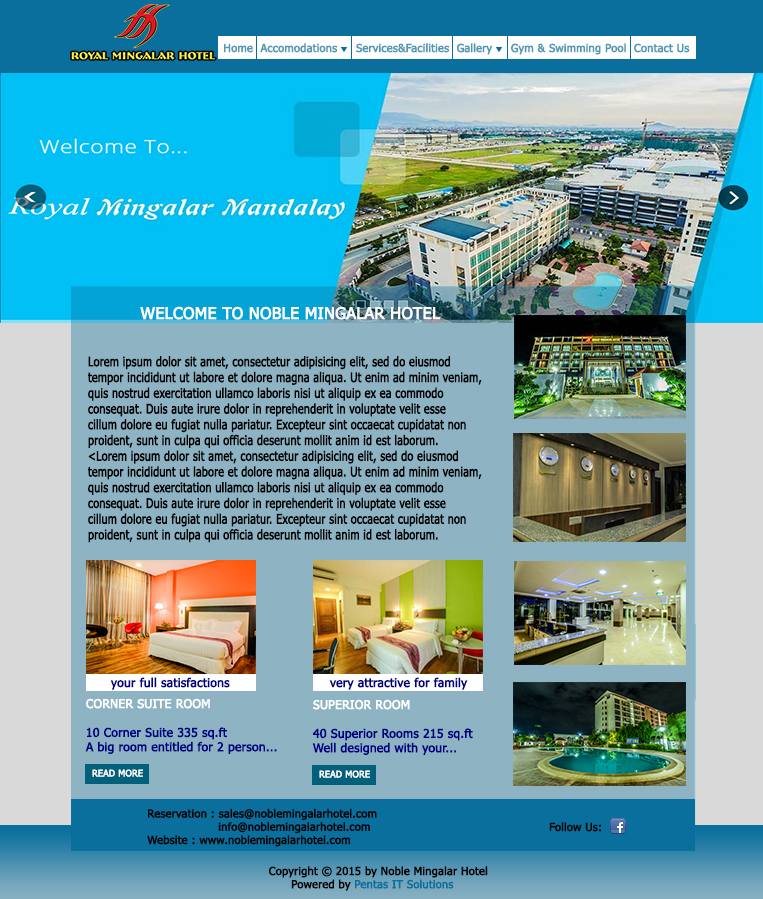 ROYAL MINGALAR HOTEL
Home Accomodations Services&Facilities Gallery Gym & Swimming Pool Contact Us
Welcome To...
Royal Mingalar Mandalay
WELCOME TO NOBLE MINGALAR HOTEL
Lorem ipsum dolor sit amet, consectetur adipisicing elit, sed do eiusmod
tempor incididunt ut labore et dolore magna aliqua. Ut enim ad minim veniam,
quis nostrud exercitation ullamco laboris nisi ut aliquip ex ea commodo
consequat. Duis aute irure dolor in reprehenderit in voluptate velit esse
cillum dolore eu fugiat nulla pariatur. Excepteur sint occaecat cupidatat non
proident, sunt in culpa qui officia deserunt mollit anim id est laborum.
<Lorem ipsum dolor sit amet, consectetur adipisicing elit, sed do eiusmod
tempor incididunt ut labore et dolore magna aliqua. Ut enim ad minim veniam,
quis nostrud exercitation ullamco laboris nisi ut aliquip ex ea commodo
consequat. Duis aute irure dolor in reprehenderit in voluptate velit esse
cillum dolore eu fugiat nulla pariatur. Excepteur sint occaecat cupidatat non
proident, sunt in culpa qui officia deserunt mollit anim id est laborum.
your full satisfactions
CORNER SUITE ROOM
10 Corner Suite 335 sq.ft
A big room entitled for 2 person...
READ MORE
very attractive for family
SUPERIOR ROOM
40 Superior Rooms 215 sq.ft
Well designed with your...
READ MORE
Reservation : sales@noblemingalarhotel.com
info@noblemingalarhotel.com
Website : www.noblemingalarhotel.com
Follow Us: f
Copyright © 2015 by Noble Mingalar Hotel
Powered by Pentas IT Solutions